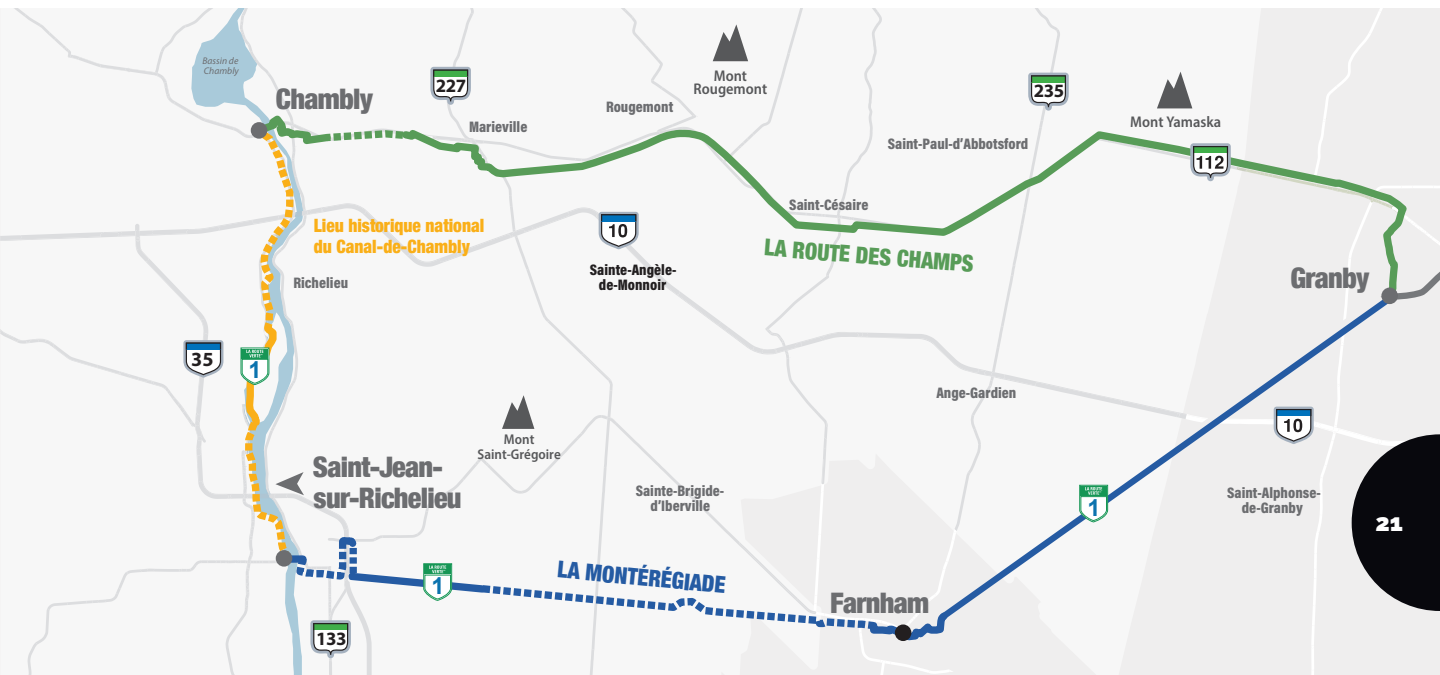 Bassin de
Chambly
Chambly
227
Marieville
Rougemont
Mont
Rougemont
235
Mont Yamaska
Saint-Paul-d'Abbotsford
112
Saint-Césaire
LA ROUTE DES CHAMPS
Lieu historique national
du Canal-de-Chambly
10
Sainte-Angèle-
de-Monnoir
Richelieu
Granby
35
LA ROUTE
VERTE
1
Ange-Gardien
10
Mont
Saint-Grégoire
Saint-Jean-
sur-Richelieu
Sainte-Brigide-
d'Iberville
LA ROUTE
VERTE
1
Saint-Alphonse-
de-Granby
21
LA ROUTE
VERTE
1
LA MONTÉRÉGIADE
Farnham
133